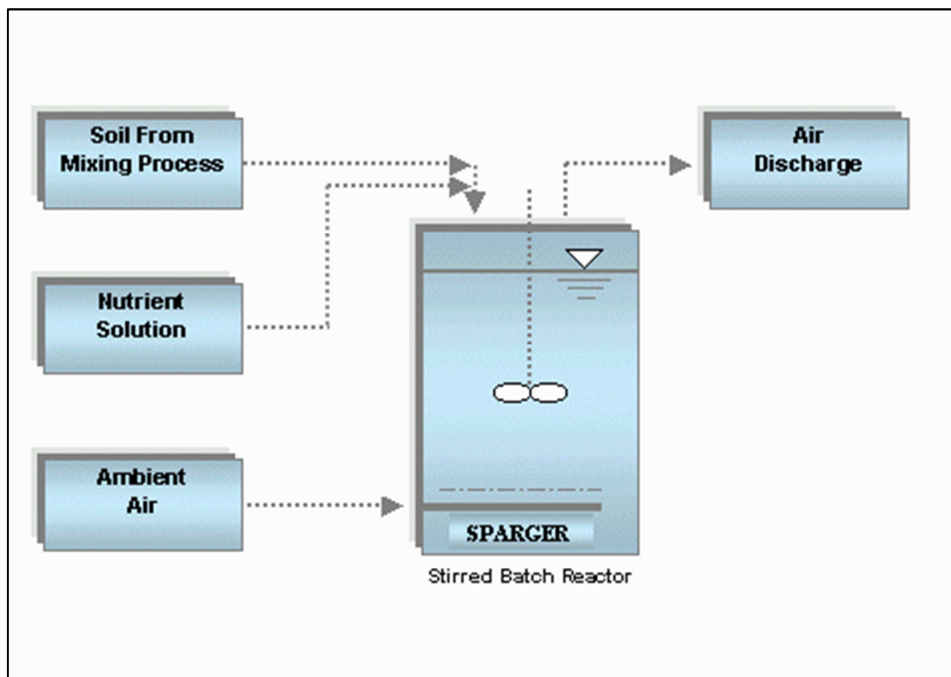 Soil From
Mixing Process
Air
Discharge
Nutrient
Solution
Ambient
Air
SPARGER
Stirred Batch Reactor